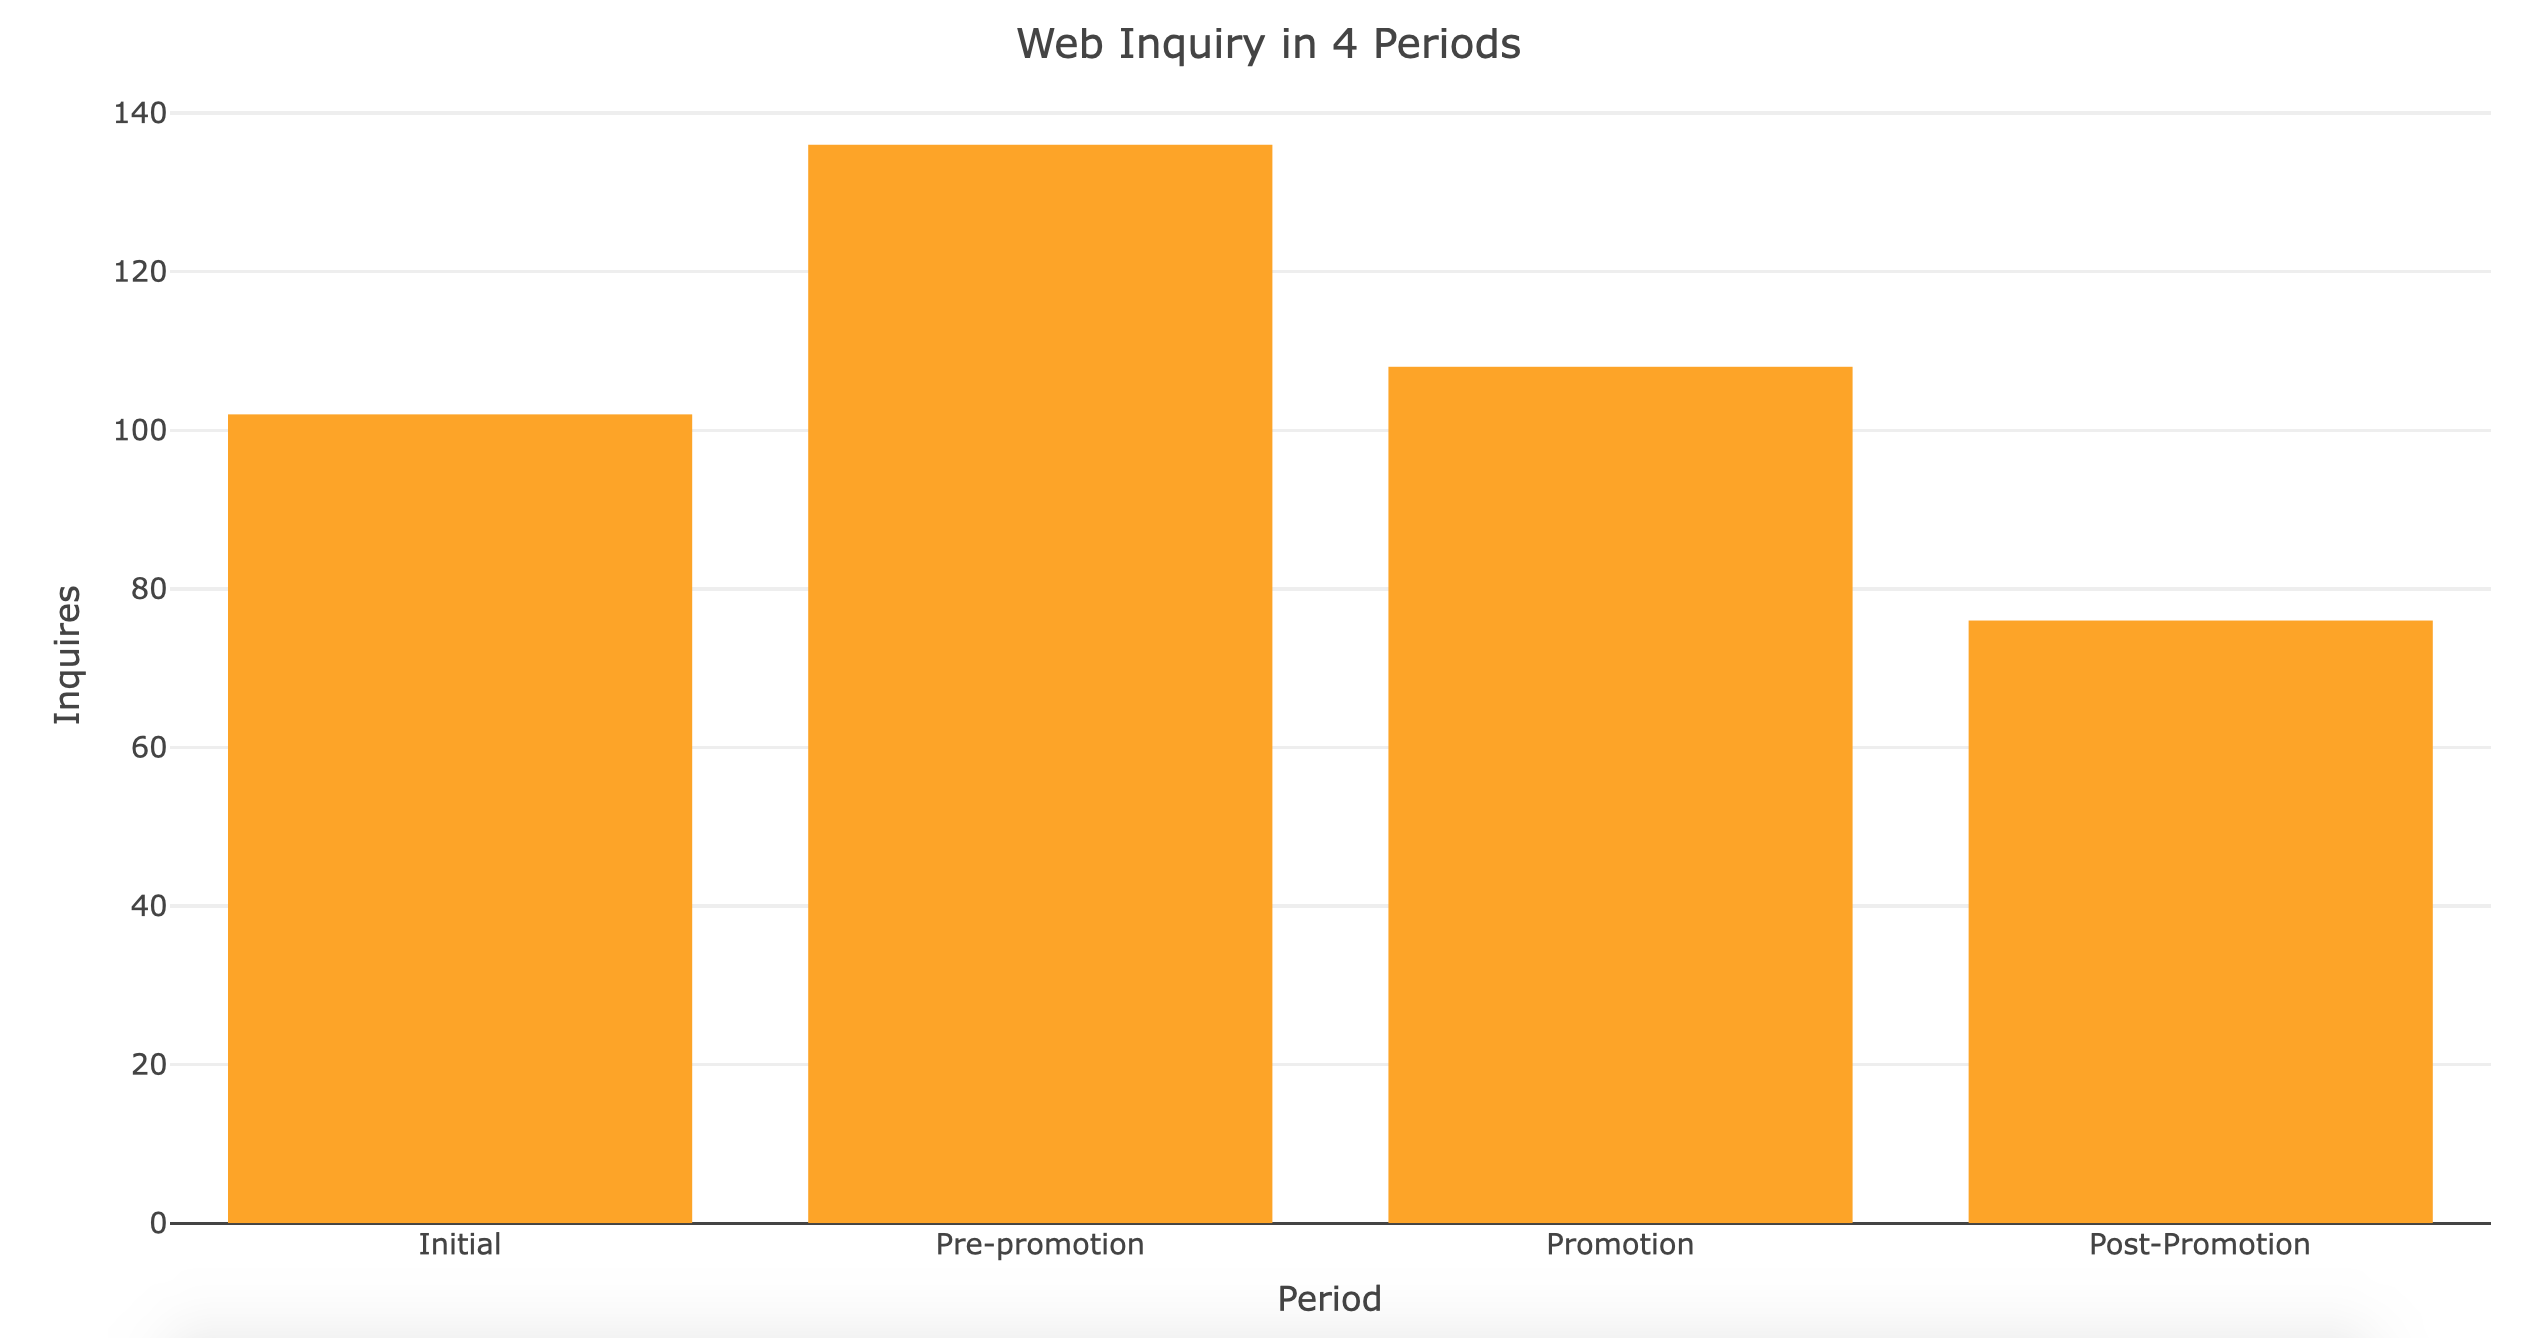 Web Inquiry in 4 Periods
140
120
100
80
60
40
20
0
Inquires
Initial
Pre-promotion
Promotion
Post-Promotion
Period